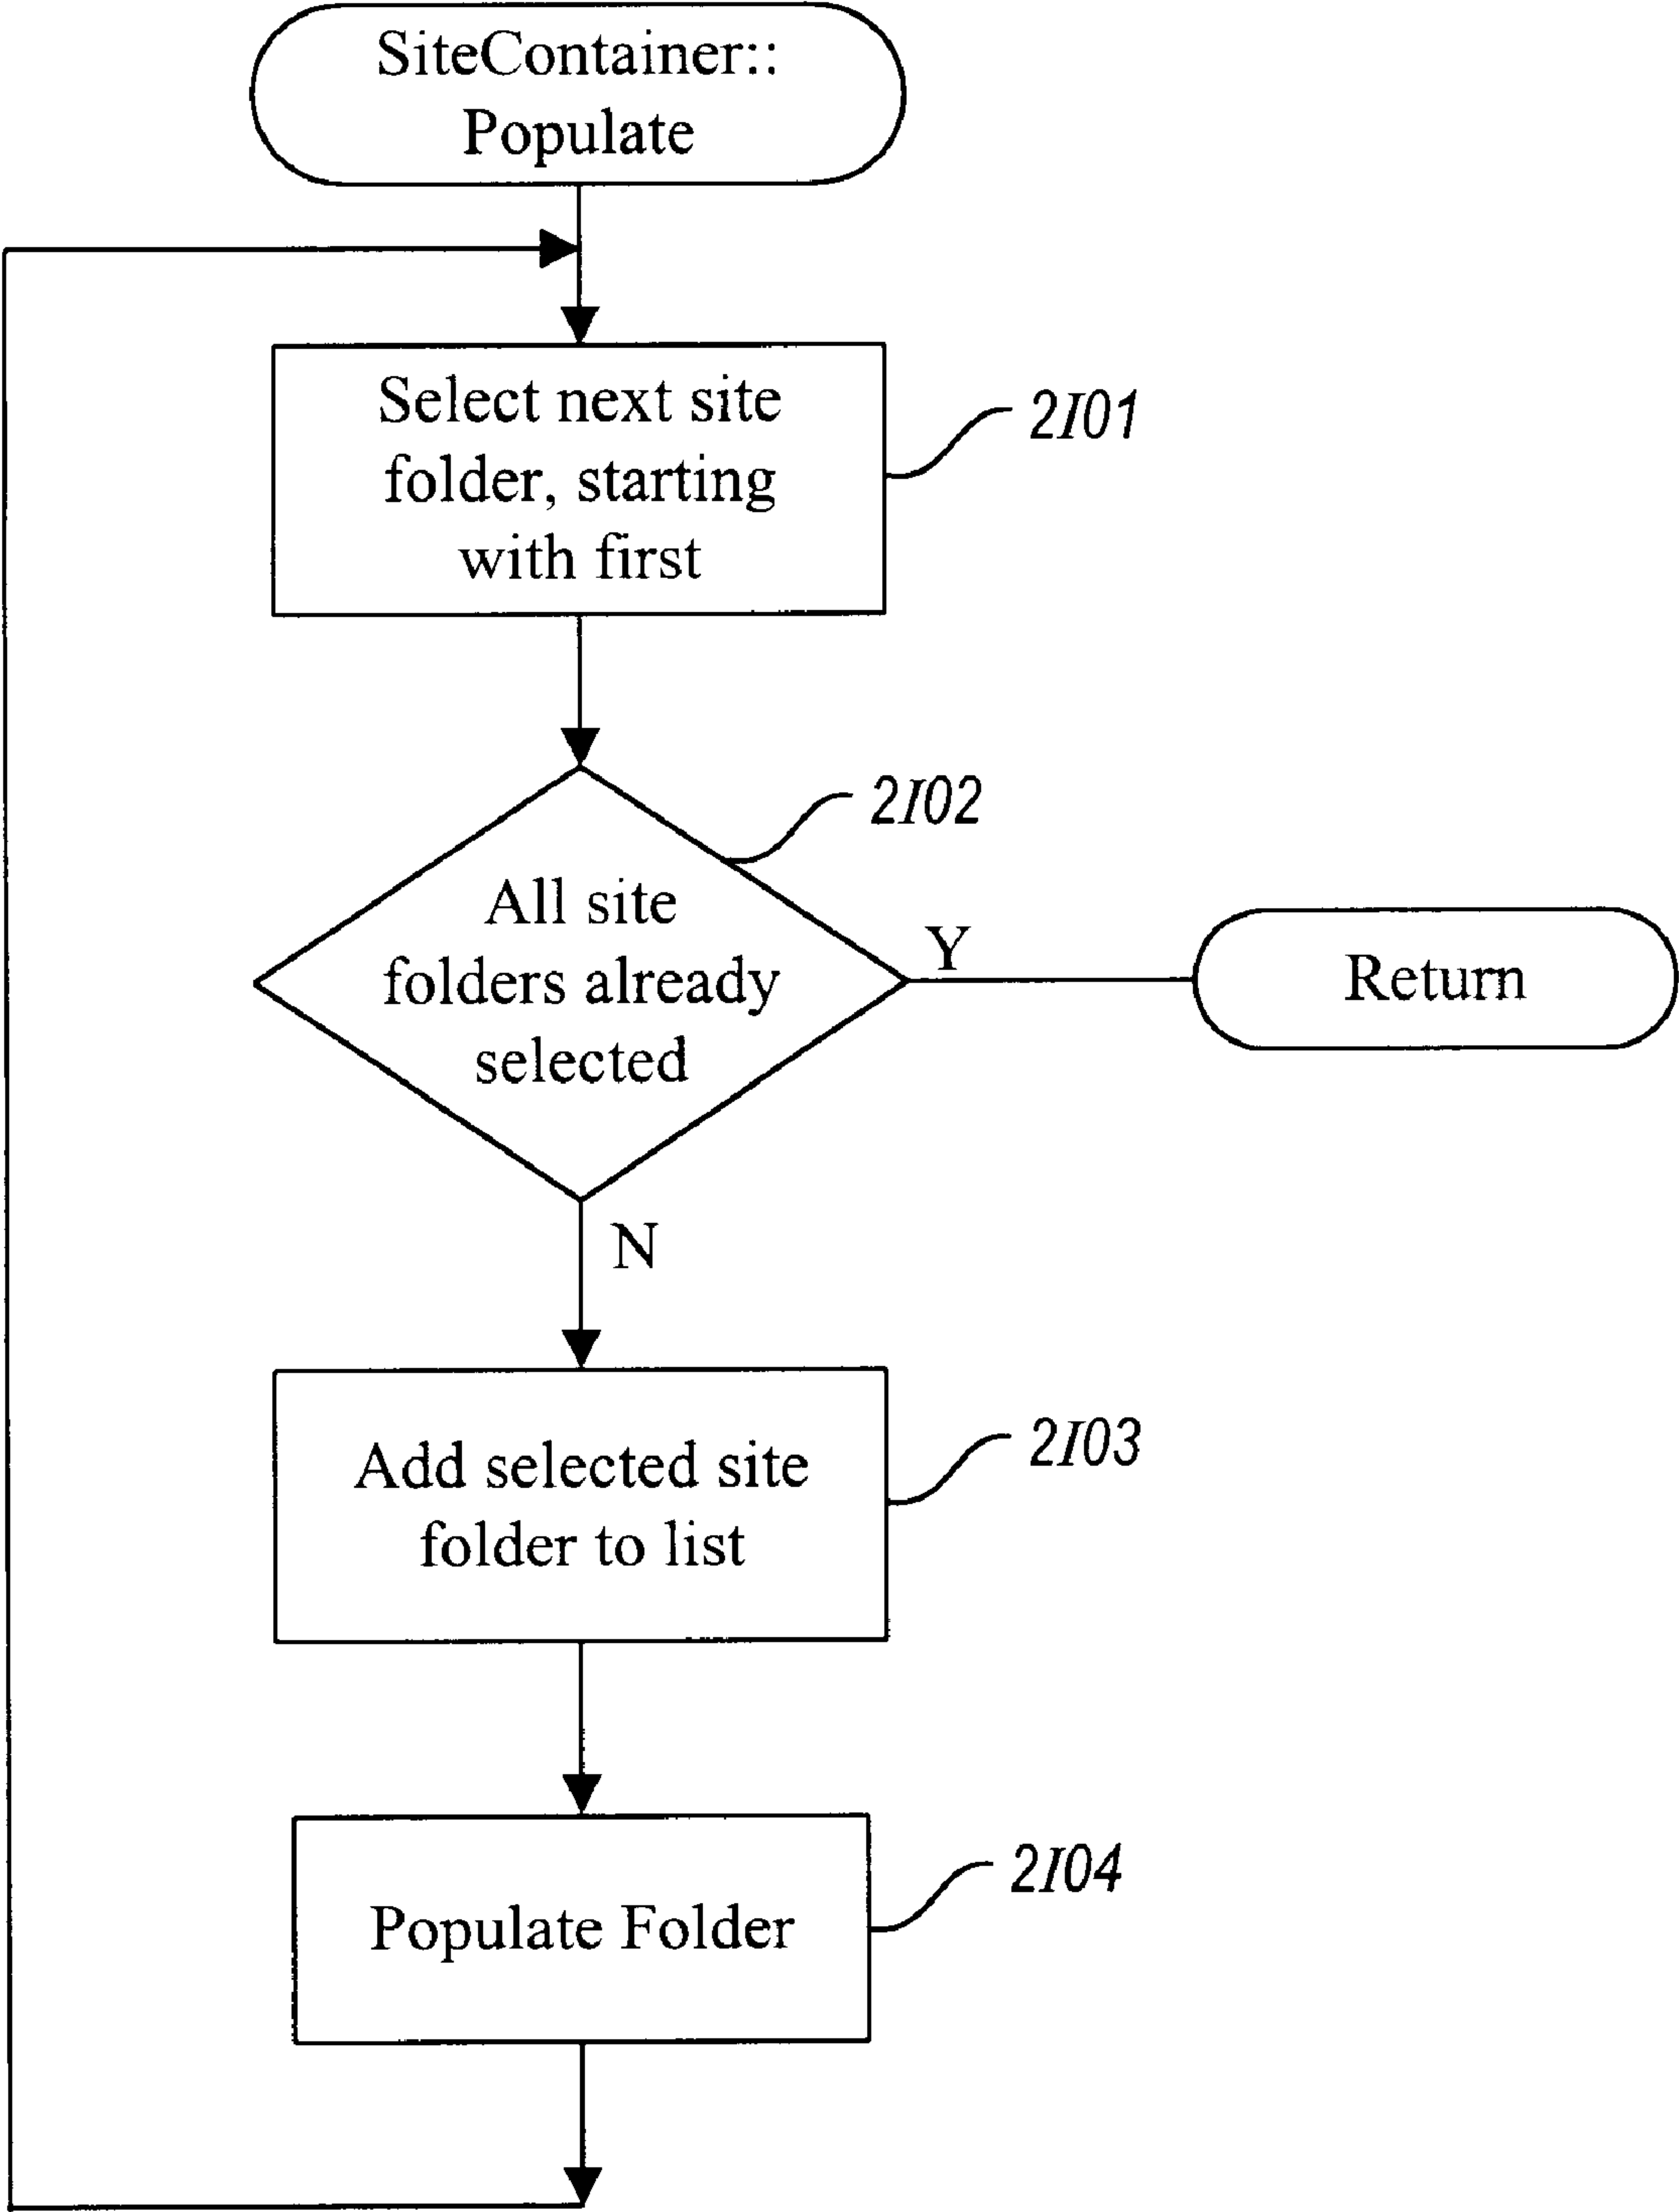 SiteContainer::
Populate
Select next site
folder, starting
with first
2I01
2I02
All site
folders already
selected
Y
Return
N
Add selected site
folder to list
2I03
Populate Folder
2I04